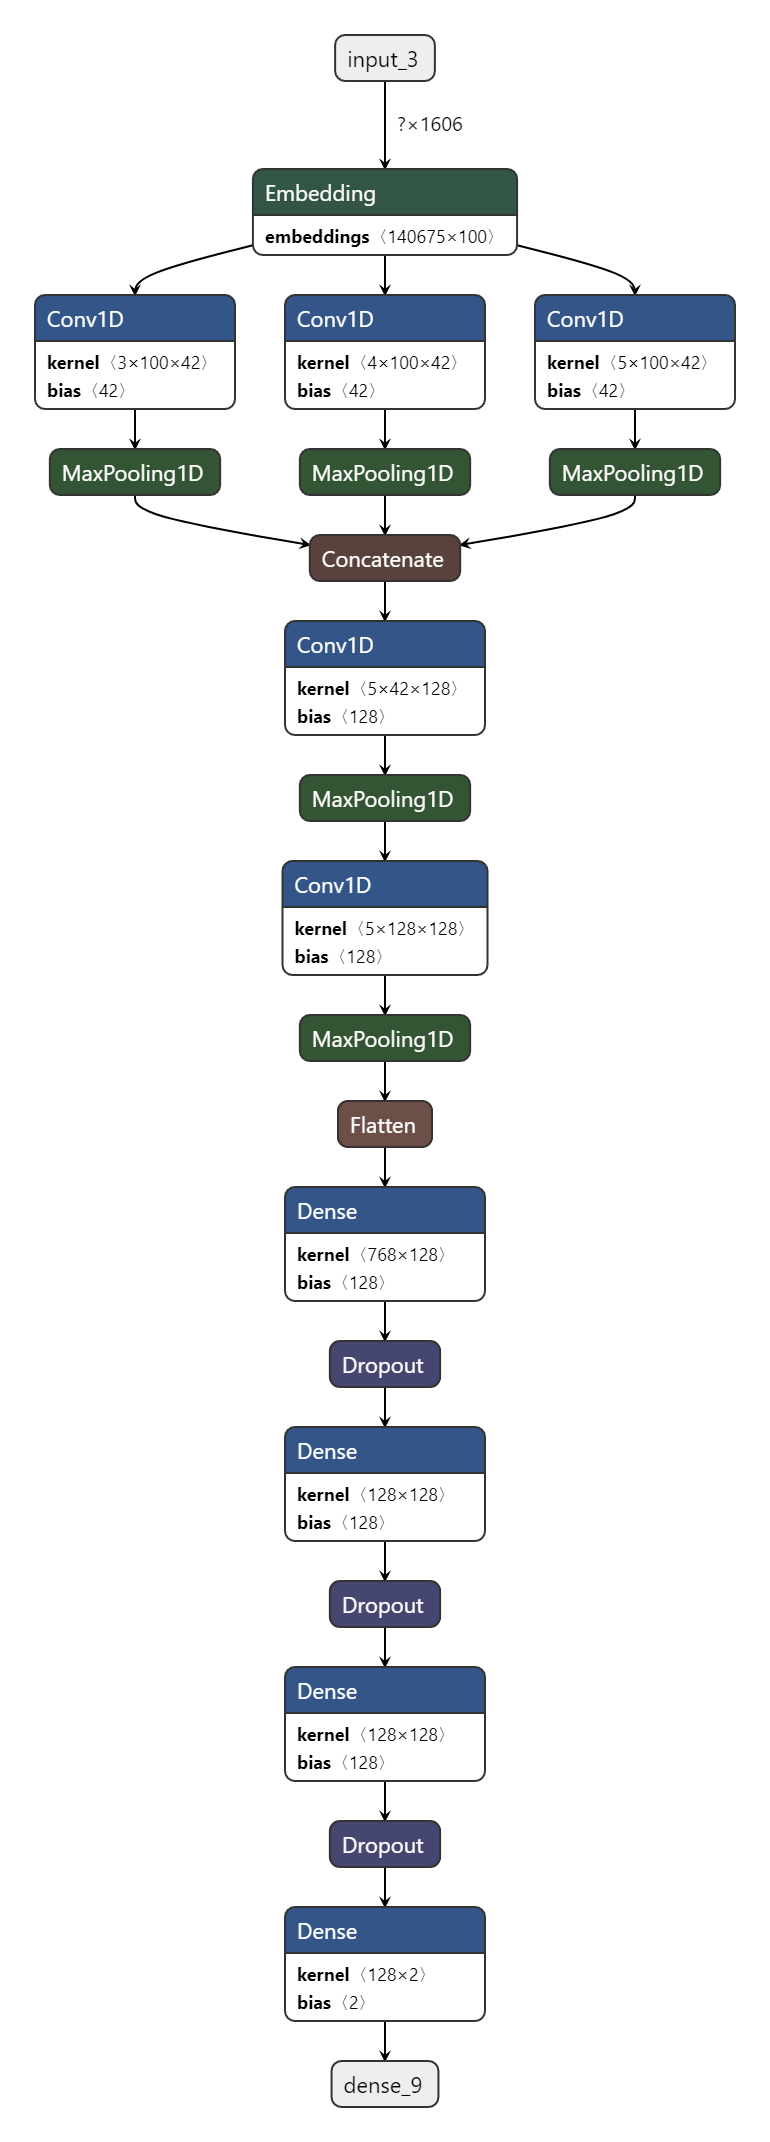 input_3
?×1606
Embedding
embeddings 〈140675×100〉
Conv1D
kernel 〈3×100×42〉
bias 〈42〉
Conv1D
kernel 〈4×100×42〉
bias 〈42〉
Conv1D
kernel 〈5×100×42〉
bias 〈42〉
MaxPooling1D
MaxPooling1D
MaxPooling1D
Concatenate
Conv1D
kernel 〈5×42×128〉
bias 〈128〉
MaxPooling1D
Conv1D
kernel 〈5×128×128〉
bias 〈128〉
MaxPooling1D
Flatten
Dense
kernel 〈768×128〉
bias 〈128〉
Dropout
Dense
kernel 〈128×128〉
bias 〈128〉
Dropout
Dense
kernel 〈128×128〉
bias 〈128〉
Dropout
Dense
kernel 〈128×2〉
bias 〈2〉
dense_9